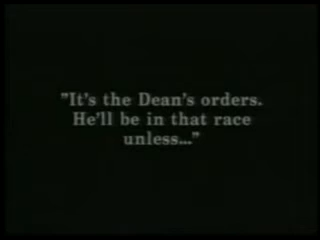 "It's the Dean's orders.
He'll be in that race
unless..."